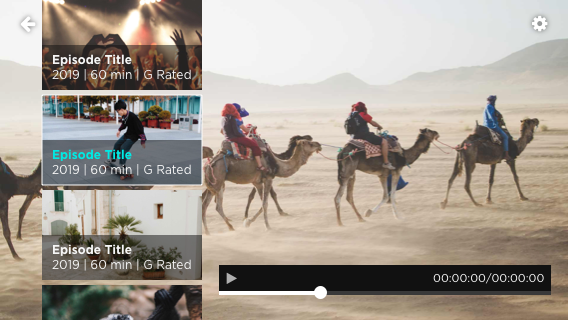 Episode Title
2019 | 60 min | G Rated
Episode Title
2019 | 60 min | G Rated
Episode Title
2019 | 60 min | G Rated
00:00:00/00:00:00